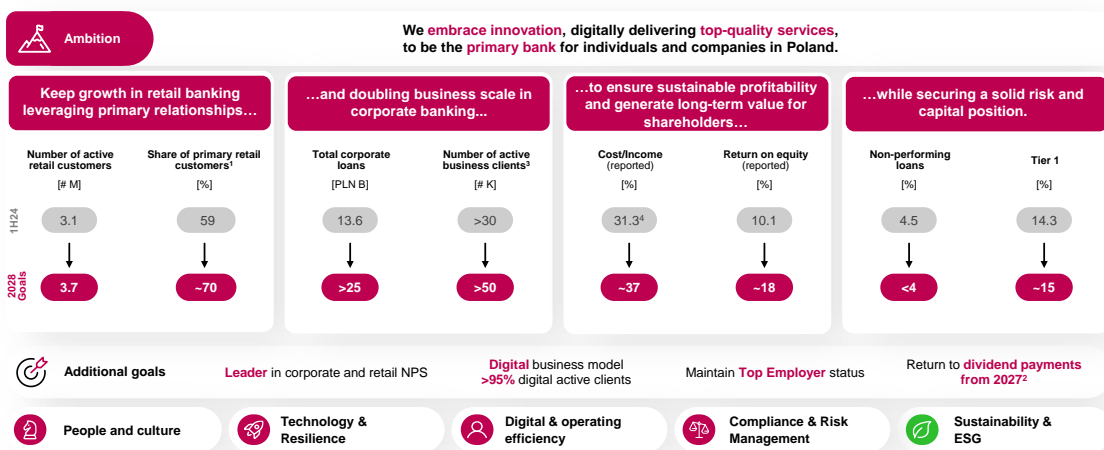 Ambition
We embrace innovation, digitally delivering top-quality services,
to be the primary bank for individuals and companies in Poland.
Keep growth in retail banking
leveraging primary relationships…
Number of active
retail customers
[# M]
Share of primary retail
customers¹
[%]
…and doubling business scale in
corporate banking...
Total corporate
loans
[PLN B]
Number of active
business clients³
[# K]
…to ensure sustainable profitability
and generate long-term value for
shareholders…
Cost/Income
(reported)
[%]
Return on equity
(reported)
[%]
…while securing a solid risk and
capital position.
Non-performing
loans
[%]
Tier 1
[%]
1H24
3.1
59
13.6
>30
31.3⁴
10.1
4.5
14.3
2028
Goals
3.7
~70
>25
>50
~37
~18
<4
~15
Additional goals
Leader in corporate and retail NPS
Digital business model
>95% digital active clients
Maintain Top Employer status
Return to dividend payments
from 2027²
People and culture
Technology &
Resilience
Digital & operating
efficiency
Compliance & Risk
Management
Sustainability &
ESG